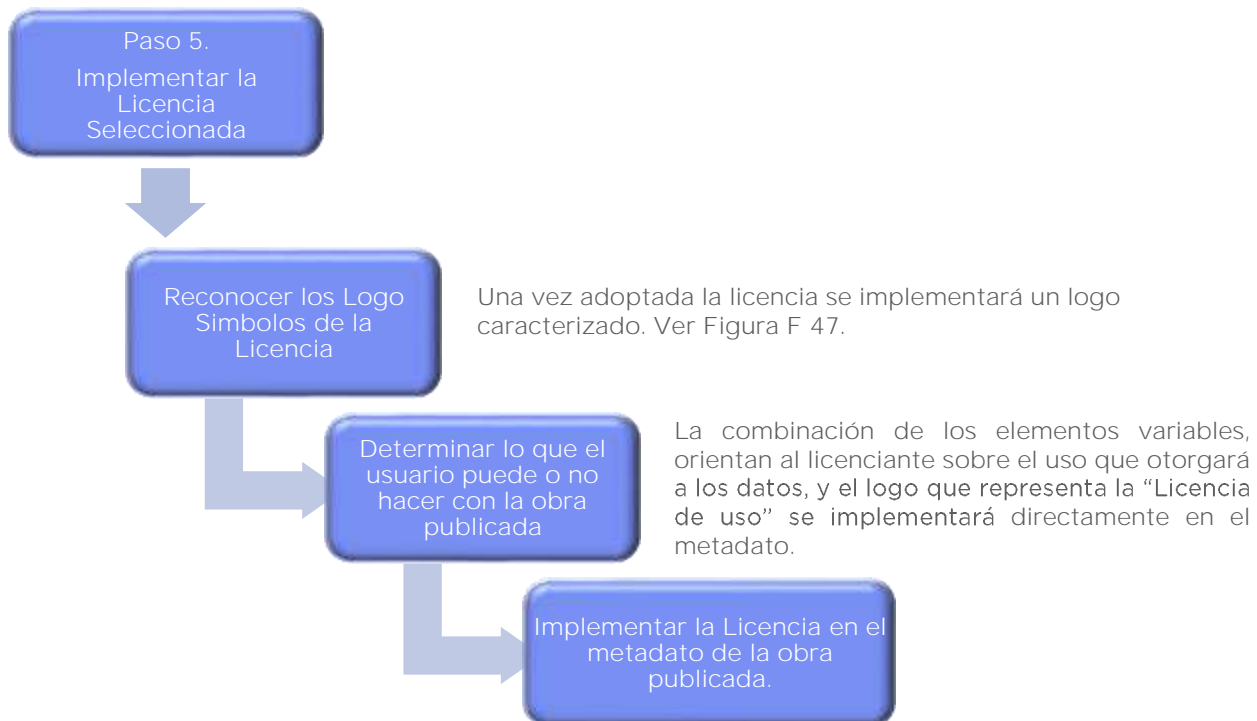 Paso 5.
Implementar la
Licencia
Seleccionada
Reconocer los Logo
Simbolos de la
Licencia
Una vez adoptada la licencia se implementará un logo
caracterizado. Ver Figura F 47.
Determinar lo que el
usuario puede o no
hacer con la obra
publicada
La combinación de los elementos variables,
orientan al licenciante sobre el uso que otorgará
a los datos, y el logo que representa la “Licencia
de uso” se implementará directamente en el
metadato.
Implementar la Licencia en el
metadato de la obra
publicada.